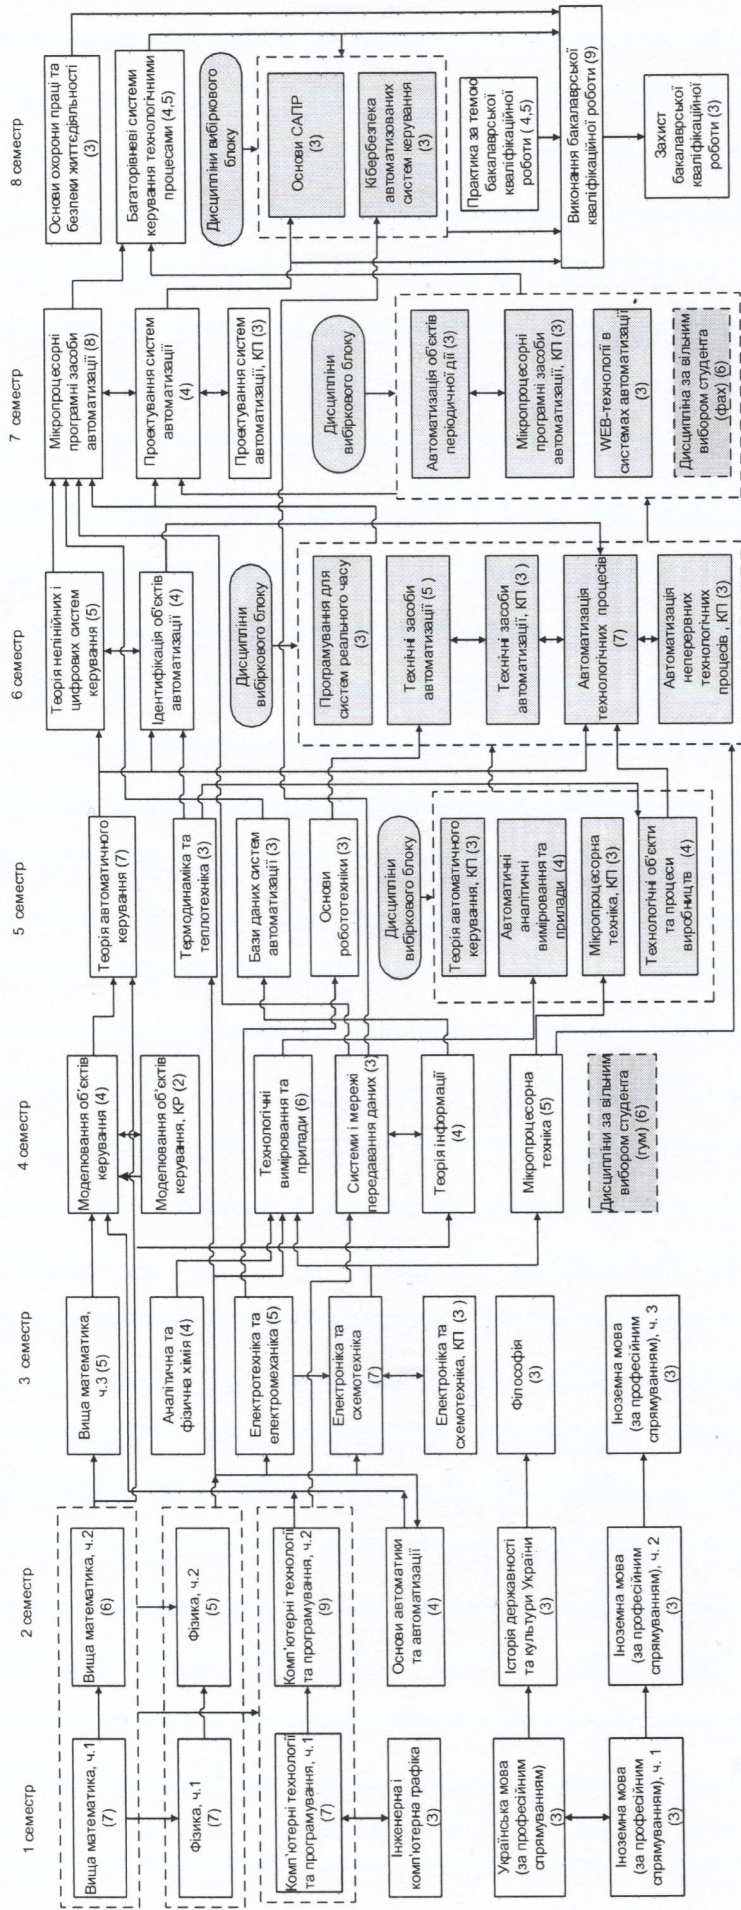 1 семестр
Вища математика, ч.1
(7)
Фізика, ч.1
(7)
Комп'ютерні технології
та програмування, ч.1
(7)
Інженерна і
комп'ютерна графіка
(3)
Українська мова
(за професійним
спрямуванням)
(3)
Іноземна мова
(за професійним
спрямуванням), ч. 1
(3)
2 семестр
Вища математика, ч.2
(6)
Фізика, ч.2
(5)
Комп'ютерні технології
та програмування, ч.2
(9)
Основи автоматики
та автоматизації
(4)
Історія державності
та культури України
(3)
Іноземна мова
(за професійним
спрямуванням), ч. 2
(3)
3 семестр
Вища математика,
ч.3 (5)
Аналітична та
фізична хімія (4)
Електротехніка та
електромеханіка (5)
Електроніка та
схемотехніка
(7)
Електроніка та
схемотехніка, КП (3)
Філософія
(3)
Іноземна мова
(за професійним
спрямуванням), ч. 3
(3)
4 семестр
Моделювання об'єктів
керування (4)
Моделювання об'єктів
керування, КР (2)
Технологічні
вимірювання та
прилади (6)
Системи і мережі
передавання даних (3)
Теорія інформації
(4)
Мікропроцесорна
техніка (5)
Дисципліни за вільним
вибором студента
(гум) (6)
5 семестр
Теорія автоматичного
керування (7)
Термодинаміка та
теплотехніка (3)
Бази даних систем
автоматизації (3)
Основи
робототехніки (3)
Дисципліни
вибіркового блоку
Теорія автоматичного
керування, КП (3)
Автоматичні
аналітичні
вимірювання та
прилади (4)
Мікропроцесорна
техніка, КП (3)
Технологічні об'єкти
та процеси
виробництв (4)
6 семестр
Теорія нелінійних і
цифрових систем
керування (5)
Ідентифікація об'єктів
автоматизації (4)
Дисципліни
вибіркового блоку
Програмування для
систем реального часу
(3)
Технічні засоби
автоматизації (5 )
Технічні засоби
автоматизації, КП (3 )
Автоматизація
технологічних процесів
(7)
Автоматизація
неперервних
технологічних
процесів , КП (3)
7 семестр
Мікропроцесорні та
програмні засоби
автоматизації (8)
Проектування систем
автоматизації
(4)
Проектування систем
автоматизації, КП (3)
Дисципліни
вибіркового блоку
Автоматизація об'єктів
періодичної дії (3)
Мікропроцесорні та
програмні засоби
автоматизації, КП (3)
WEB-технології в
системах автоматизації
(3)
Дисципліна за вільним
вибором студента
(фах) (6)
8 семестр
Основи охорони праці та
безпеки життєдіяльності
(3)
Багаторівневі системи
керування технологічними
процесами (4,5)
Дисципліни вибіркового
блоку
Основи САПР
(3)
Кібербезпека
автоматизованих
систем керування
(3)
Практика за темою
бакалаврської
кваліфікаційної
роботи ( 4,5)
Виконання бакалаврської
кваліфікаційної роботи (9)
Захист
бакалаврської
кваліфікаційної
роботи (3)